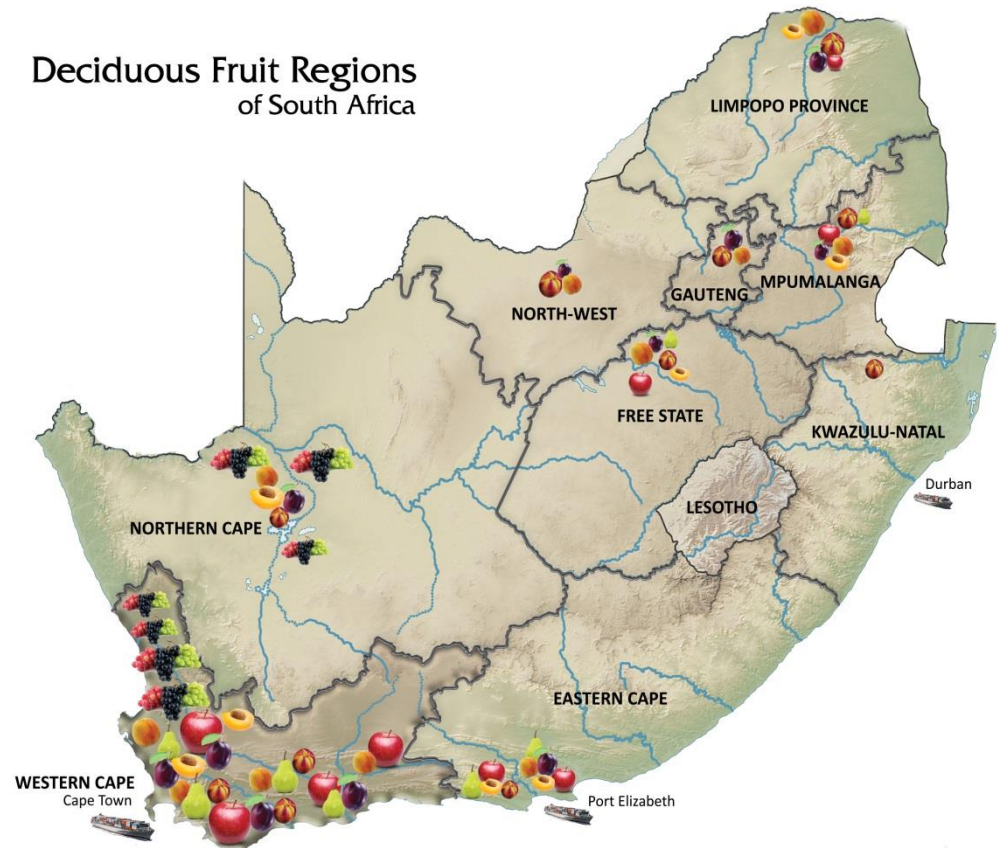 Deciduous Fruit Regions
of South Africa
LIMPOPO PROVINCE
MPUMALANGA
GAUTENG
NORTH-WEST
FREE STATE
KWAZULU-NATAL
Durban
LESOTHO
NORTHERN CAPE
EASTERN CAPE
WESTERN CAPE
Cape Town
Port Elizabeth